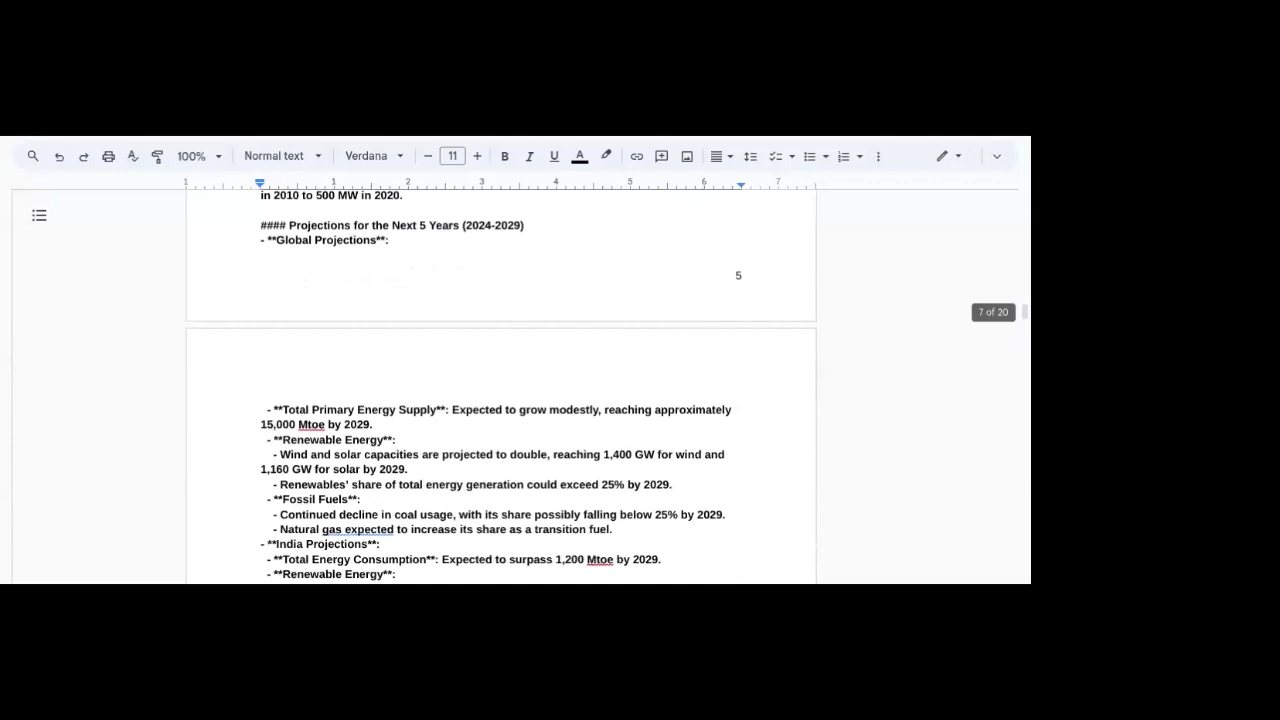 100%
Normal text
Verdana
11
B
I
U
A
1
1
2
3
4
5
6
7
in 2010 to 500 MW in 2020.
#### Projections for the Next 5 Years (2024-2029)
- **Global Projections**:
5
7 of 20
- **Total Primary Energy Supply**: Expected to grow modestly, reaching approximately
15,000 Mtoe by 2029.
- **Renewable Energy**:
- Wind and solar capacities are projected to double, reaching 1,400 GW for wind and
1,160 GW for solar by 2029.
- Renewables' share of total energy generation could exceed 25% by 2029.
- **Fossil Fuels**:
- Continued decline in coal usage, with its share possibly falling below 25% by 2029.
- Natural gas expected to increase its share as a transition fuel.
- **India Projections**:
- **Total Energy Consumption**: Expected to surpass 1,200 Mtoe by 2029.
- **Renewable Energy**: